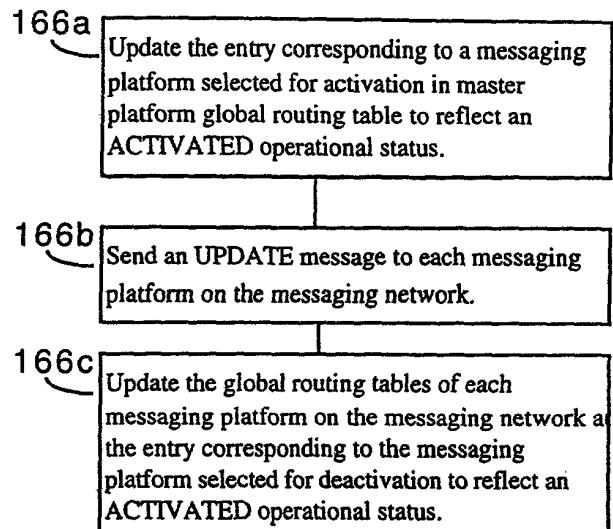 166a
Update the entry corresponding to a messaging
platform selected for activation in master
platform global routing table to reflect an
ACTIVATED operational status.
166b
Send an UPDATE message to each messaging
platform on the messaging network.
166c
Update the global routing tables of each
messaging platform on the messaging network a
the entry corresponding to the messaging
platform selected for deactivation to reflect an
ACTIVATED operational status.